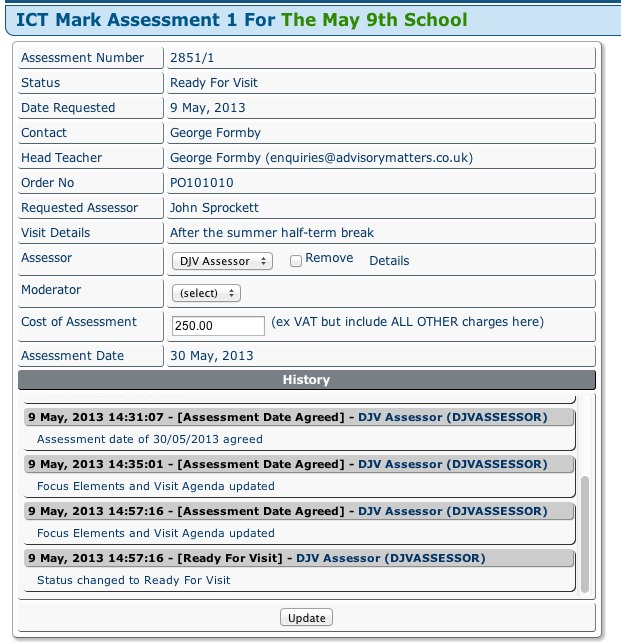 ICT Mark Assessment 1 For The May 9th School
Assessment Number 2851/1
Status Ready For Visit
Date Requested 9 May, 2013
Contact George Formby
Head Teacher George Formby (enquiries@advisorymatters.co.uk)
Order No PO101010
Requested Assessor John Sprockett
Visit Details After the summer half-term break
Assessor DJV Assessor Remove Details
Moderator (select)
Cost of Assessment 250.00 (ex VAT but include ALL OTHER charges here)
Assessment Date 30 May, 2013
History
9 May, 2013 14:31:07 - [Assessment Date Agreed] - DJV Assessor (DJVASSESSOR)
Assessment date of 30/05/2013 agreed
9 May, 2013 14:35:01 - [Assessment Date Agreed] - DJV Assessor (DJVASSESSOR)
Focus Elements and Visit Agenda updated
9 May, 2013 14:57:16 - [Assessment Date Agreed] - DJV Assessor (DJVASSESSOR)
Focus Elements and Visit Agenda updated
9 May, 2013 14:57:16 - [Ready For Visit] - DJV Assessor (DJVASSESSOR)
Status changed to Ready For Visit
Update